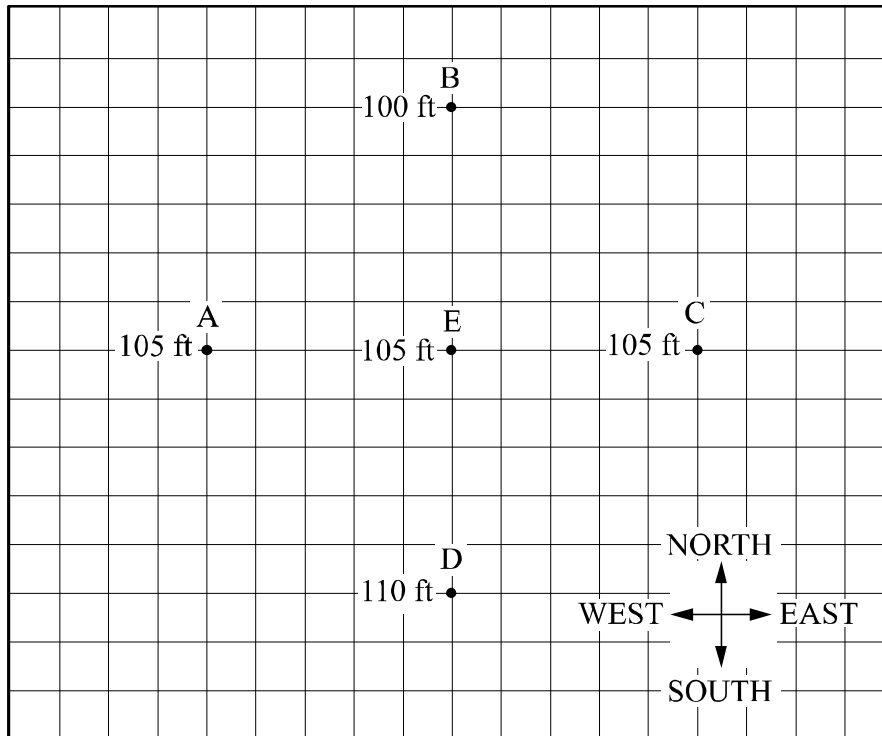 B
100 ft
A
105 ft
E
105 ft
C
105 ft
D
110 ft
NORTH
WEST EAST
SOUTH